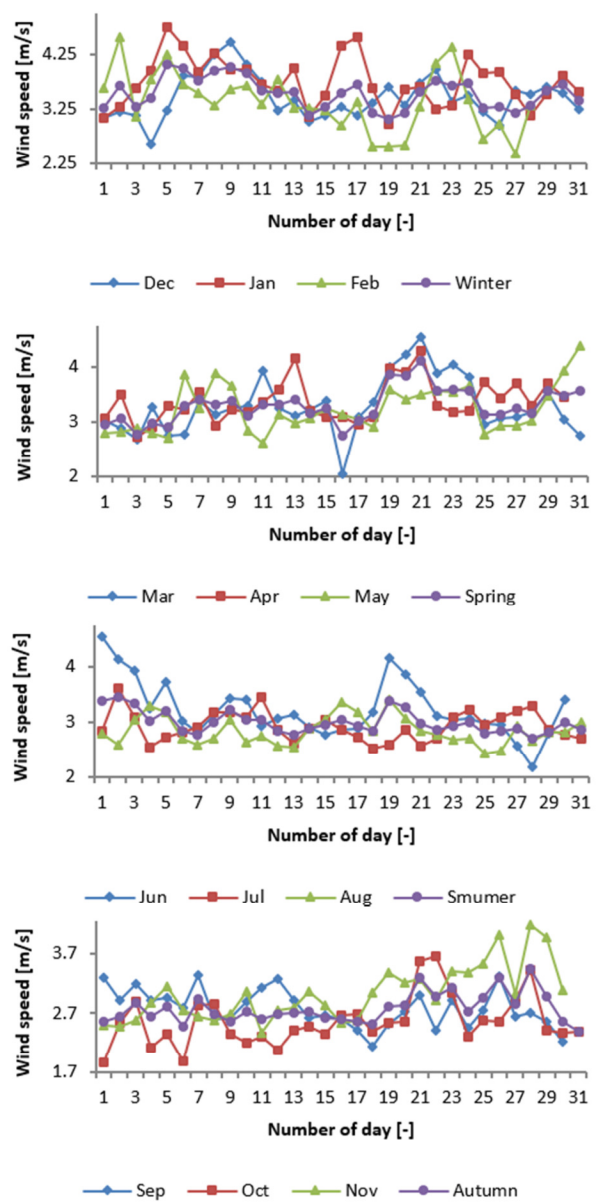 Wind speed [m/s]
4.25
3.25
2.25
1 3 5 7 9 11 13 15 17 19 21 23 25 27 29 31
Number of day [-]
Dec Jan Feb Winter
Wind speed [m/s]
4
3
2
1 3 5 7 9 11 13 15 17 19 21 23 25 27 29 31
Number of day [-]
Mar Apr May Spring
Wind speed [m/s]
4
3
2
1 3 5 7 9 11 13 15 17 19 21 23 25 27 29 31
Number of day [-]
Jun Jul Aug Smumer
Wind speed [m/s]
3.7
2.7
1.7
1 3 5 7 9 11 13 15 17 19 21 23 25 27 29 31
Number of day [-]
Sep Oct Nov Autumn